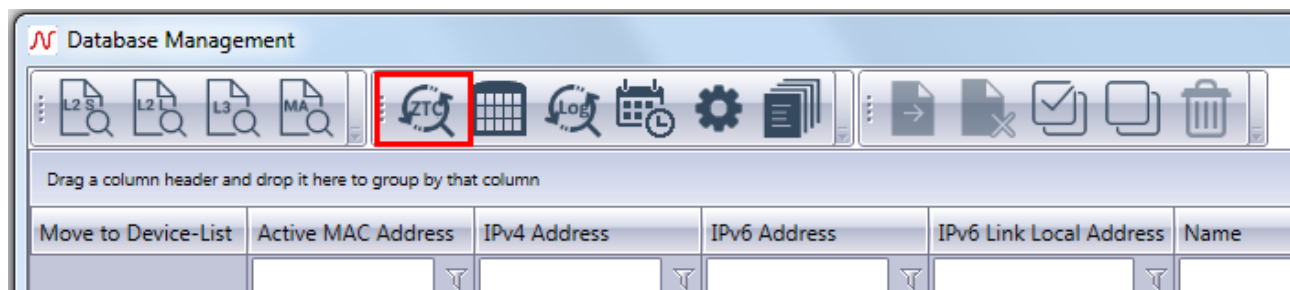 Database Management
L2 S L2 L L3 MA ZTC Log
Drag a column header and drop it here to group by that column
Move to Device-List Active MAC Address IPv4 Address IPv6 Address IPv6 Link Local Address Name